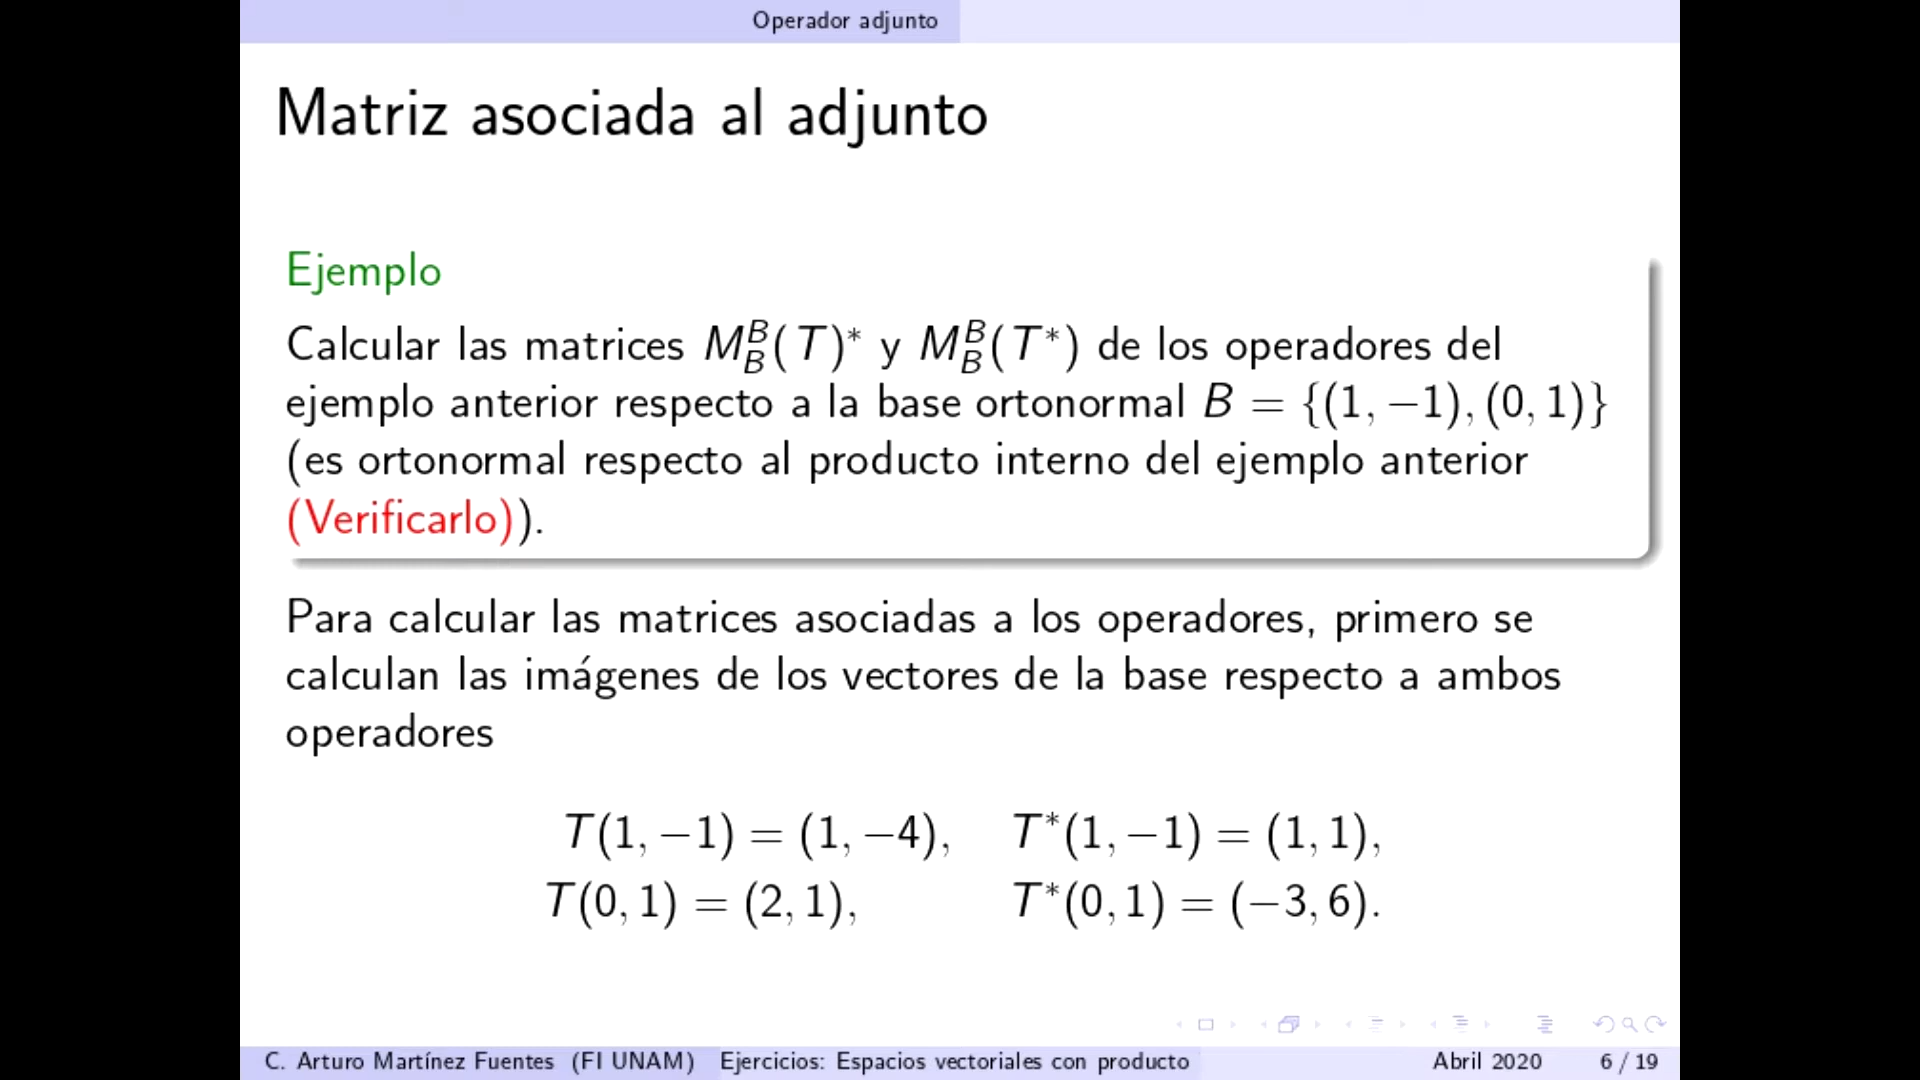 Operador adjunto
Matriz asociada al adjunto
Ejemplo
Calcular las matrices $M_B^B(T)^*$ y $M_B^B(T^*)$ de los operadores del
ejemplo anterior respecto a la base ortonormal $B = \{(1, -1), (0, 1)\}$
(es ortonormal respecto al producto interno del ejemplo anterior
(Verificarlo)).
Para calcular las matrices asociadas a los operadores, primero se
calculan las imágenes de los vectores de la base respecto a ambos
operadores
$T(1, -1) = (1, -4), \quad T^*(1, -1) = (1, 1),$
$T(0, 1) = (2, 1), \quad T^*(0, 1) = (-3, 6).$
C. Arturo Martínez Fuentes (FI UNAM) Ejercicios: Espacios vectoriales con producto Abril 2020 6 / 19